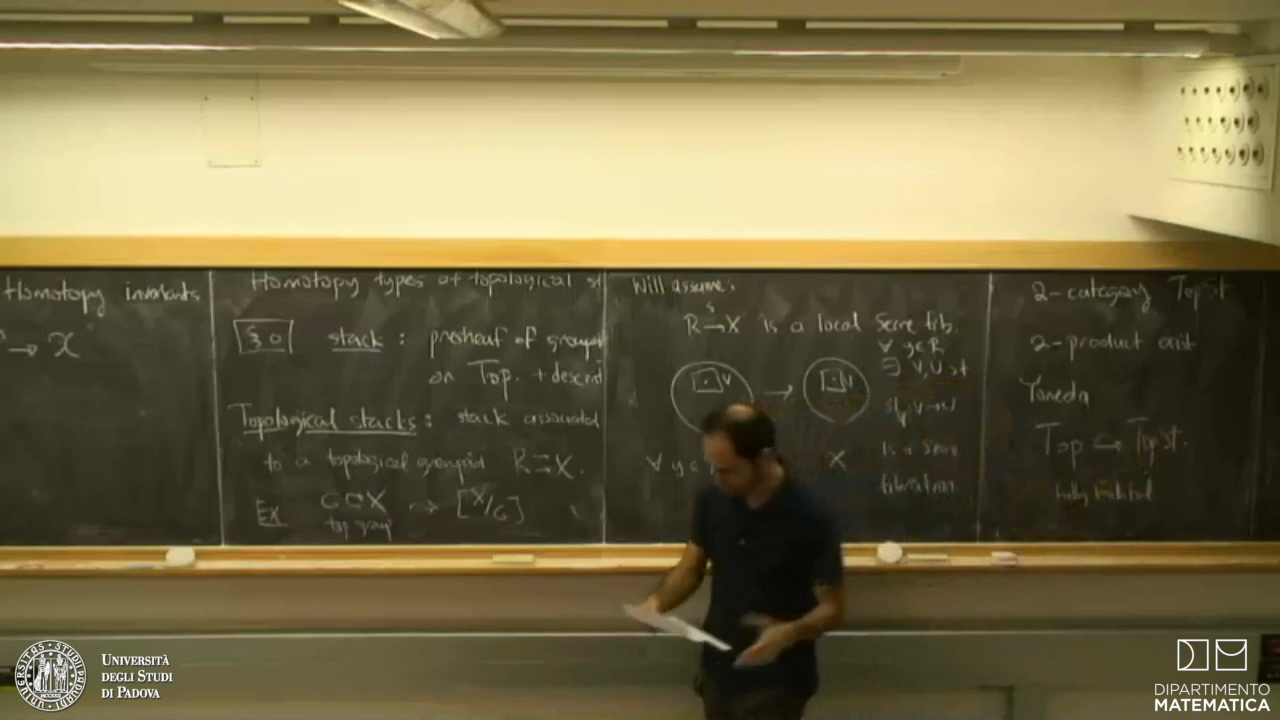 Homotopy invariants
→ X
Homotopy types of topological st
§0 stack : presheaf of groupoi
on Top. + descent
Topological stacks : stack associated
to a topological groupoid R ⇉ X.
Ex G ↻ X ⇝ [X/G]
top group
Will assume :
R →s X is a local Serre fib.
∀ y∈R
∃ V, U st
V → U
∀ y ∈
X
is a Serre
fibration
2-category TopSt
2-product exist
Yoneda
Top ↪ TopSt.
fully faithful
UNIVERSITÀ
DEGLI STUDI
DI PADOVA
DIPARTIMENTO
MATEMATICA